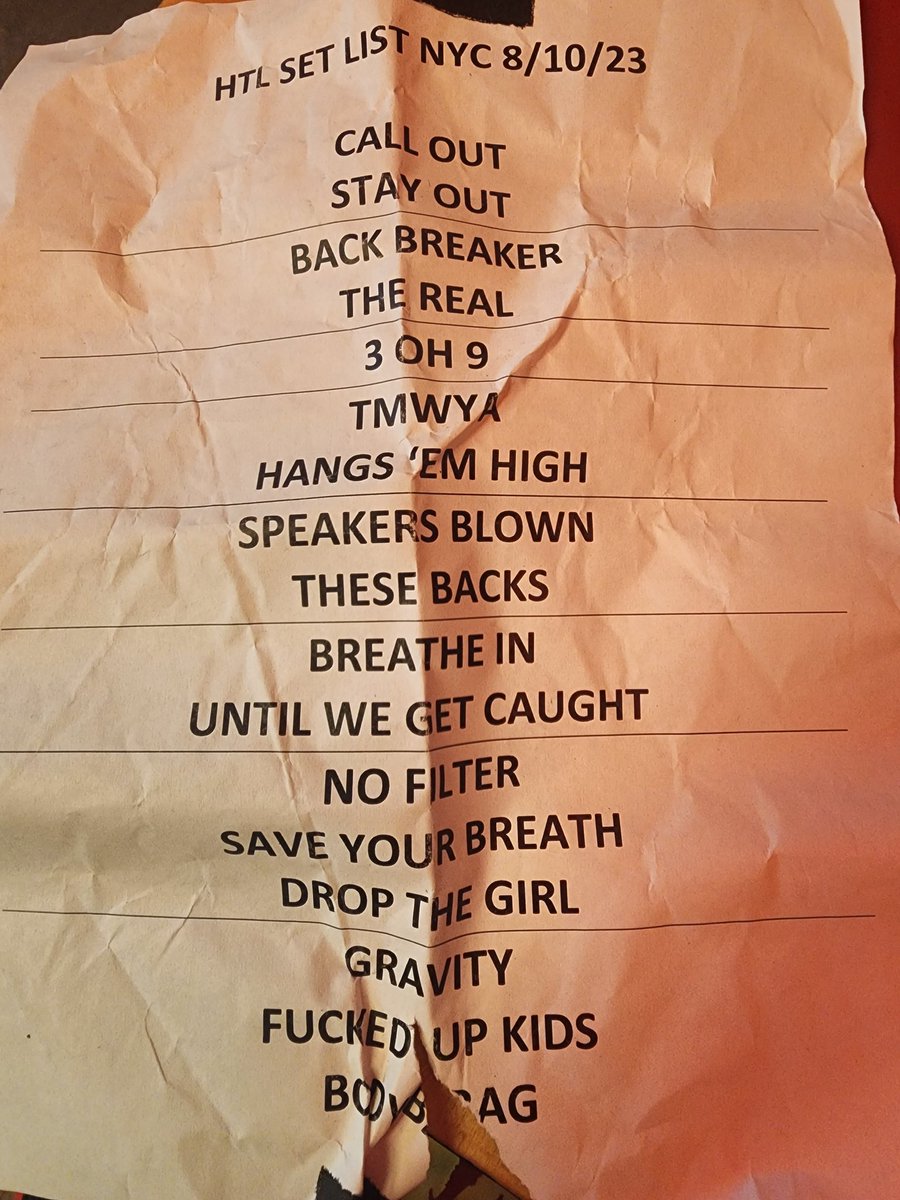 HTL SET LIST NYC 8/10/23
CALL OUT
STAY OUT
BACK BREAKER
THE REAL
3 OH 9
TMWYA
HANGS ‘EM HIGH
SPEAKERS BLOWN
THESE BACKS
BREATHE IN
UNTIL WE GET CAUGHT
NO FILTER
SAVE YOUR BREATH
DROP THE GIRL
GRAVITY
FUCKED UP KIDS